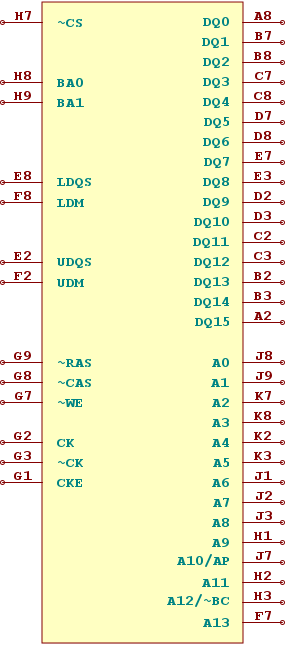 H7 ~CS DQ0 A8
DQ1 B7
DQ2 B8
H8 BA0 DQ3 C7
H9 BA1 DQ4 C8
DQ5 D7
DQ6 D8
DQ7 E7
E8 LDQS DQ8 E3
F8 LDM DQ9 D2
DQ10 D3
DQ11 C2
E2 UDQS DQ12 C3
F2 UDM DQ13 B2
DQ14 B3
DQ15 A2
G9 ~RAS A0 J8
G8 ~CAS A1 J9
G7 ~WE A2 K7
A3 K8
G2 CK A4 K2
G3 ~CK A5 K3
G1 CKE A6 J1
A7 J2
A8 J3
A9 H1
A10/AP J7
A11 H2
A12/~BC H3
A13 F7